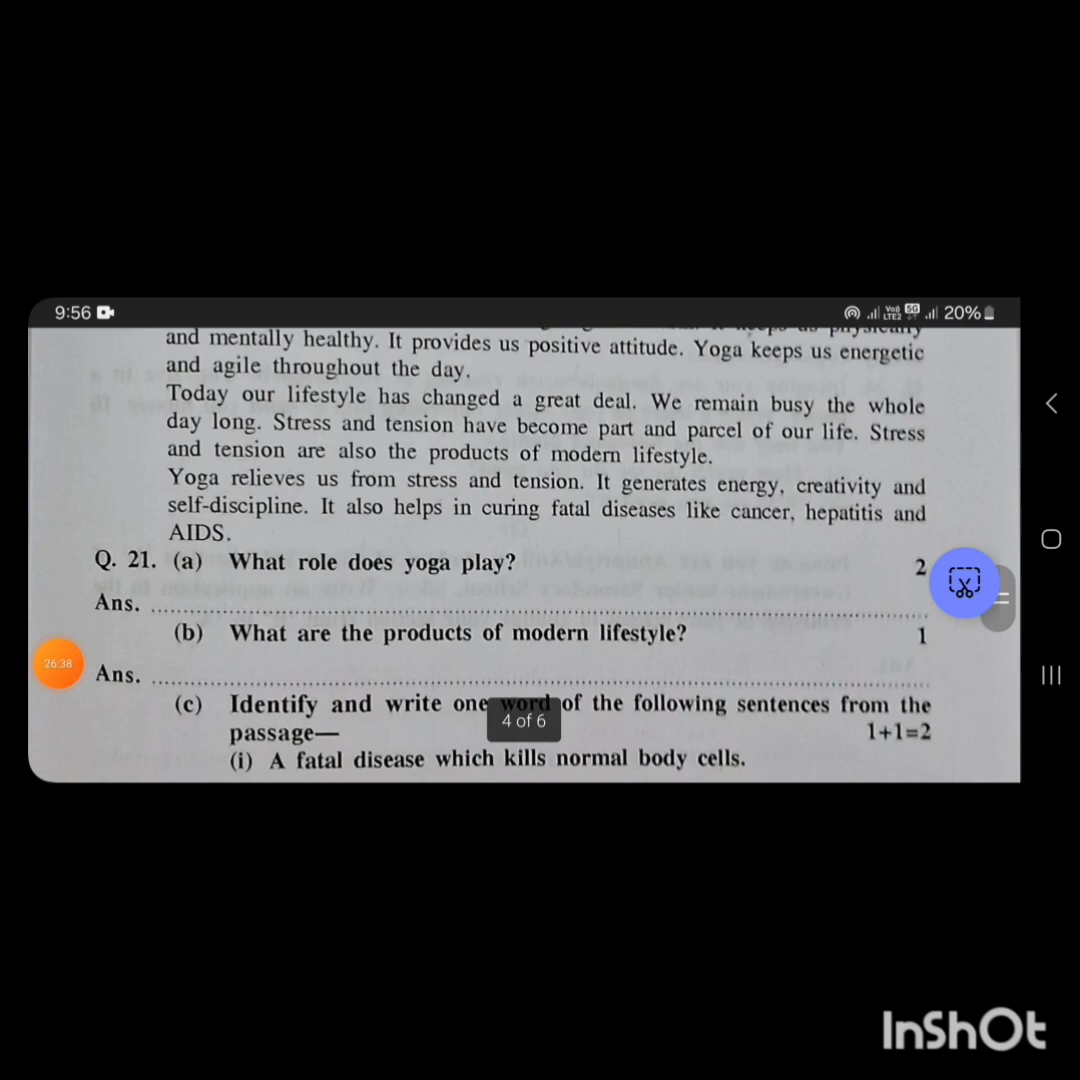 9:56 20%
and mentally healthy. It provides us positive attitude. Yoga keeps us energetic
and agile throughout the day.
Today our lifestyle has changed a great deal. We remain busy the whole
day long. Stress and tension have become part and parcel of our life. Stress
and tension are also the products of modern lifestyle.
Yoga relieves us from stress and tension. It generates energy, creativity and
self-discipline. It also helps in curing fatal diseases like cancer, hepatitis and
AIDS.
Q. 21. (a) What role does yoga play? 2
Ans.
(b) What are the products of modern lifestyle? 1
26:38
Ans.
(c) Identify and write one word of the following sentences from the
4 of 6
passage— 1+1=2
(i) A fatal disease which kills normal body cells.
InShOt